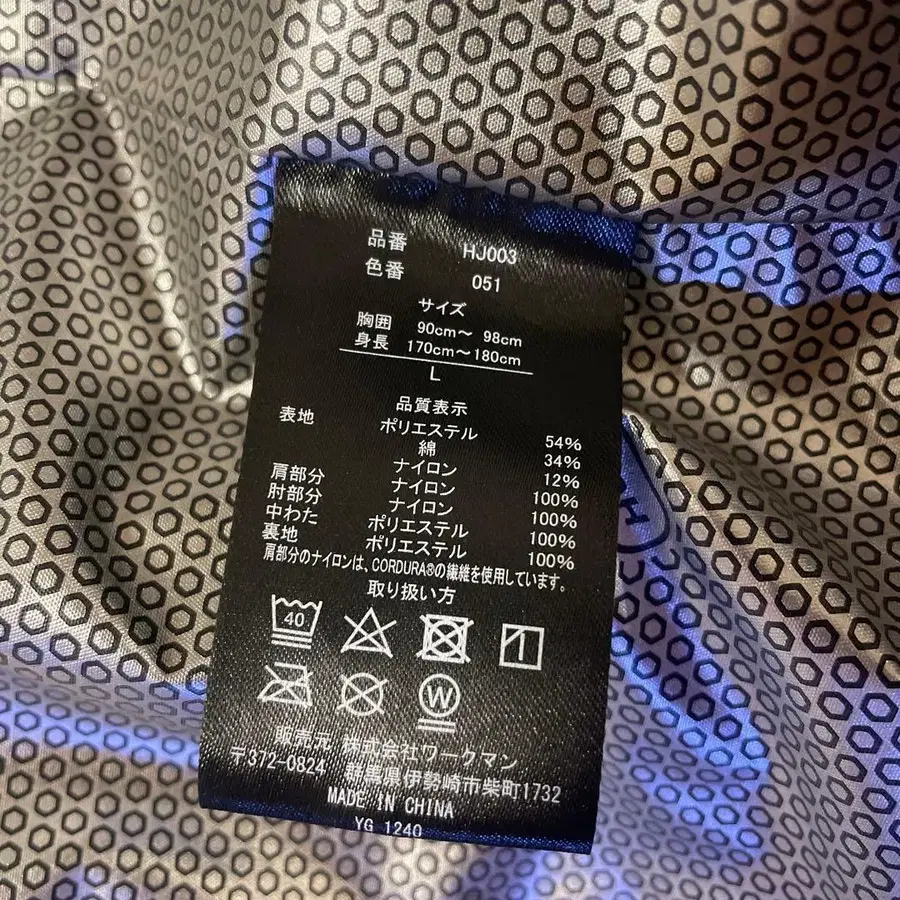 品番 HJ003
色番 051
サイズ
胸囲 90cm～ 98cm
身長 170cm～180cm
L
品質表示
表地 ポリエステル 54%
綿 34%
ナイロン 12%
肩部分 ナイロン 100%
肘部分 ナイロン 100%
中わた ポリエステル 100%
裏地 ポリエステル 100%
肩部分のナイロンは、CORDURA®の繊維を使用しています。
取り扱い方
40
W
販売元 株式会社ワークマン
〒372-0824 群馬県伊勢崎市柴町1732
MADE IN CHINA
YG 1240